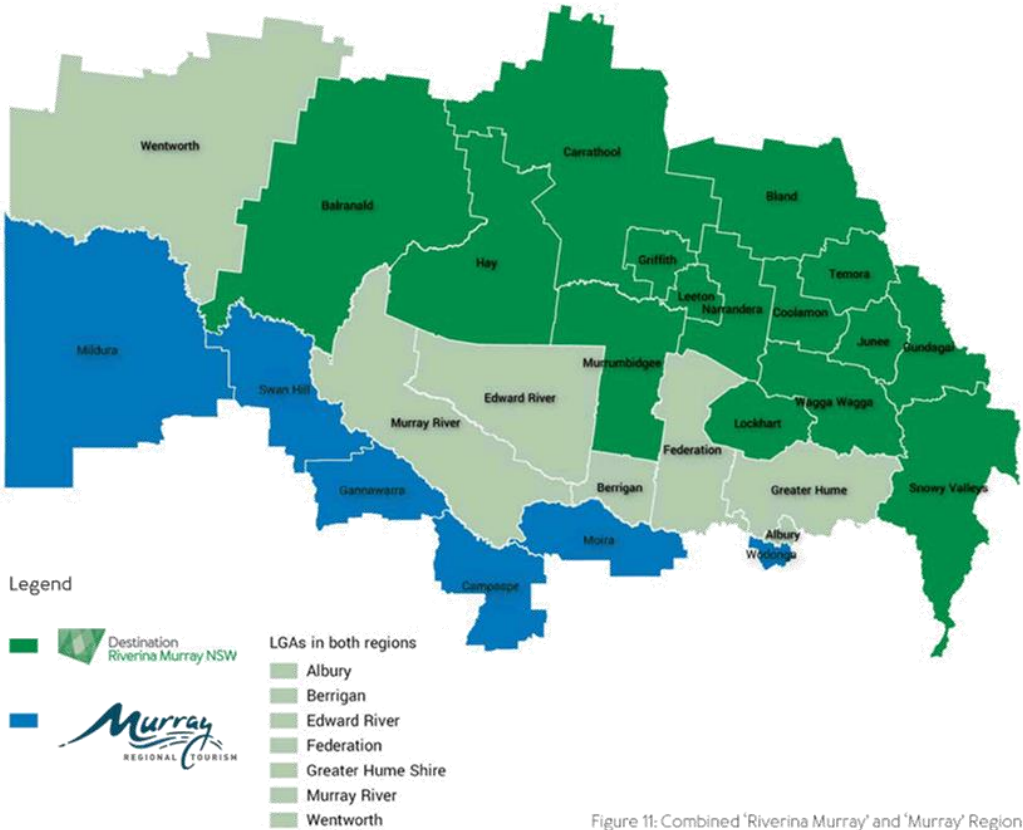 Wentworth
Carrathool
Bland
Balranald
Hay
Griffith
Temora
Leeton
Narrandera
Coolamon
Junee
Gundagai
Mildura
Murrumbidgee
Swan Hill
Edward River
Wagga Wagga
Murray River
Lockhart
Federation
Gannawarra
Berrigan
Greater Hume
Snowy Valleys
Albury
Moira
Wodonga
Campaspe
Legend
Destination
Riverina Murray NSW
Murray
REGIONAL TOURISM
LGAs in both regions
Albury
Berrigan
Edward River
Federation
Greater Hume Shire
Murray River
Wentworth
Figure 11: Combined ‘Riverina Murray’ and ‘Murray’ Region